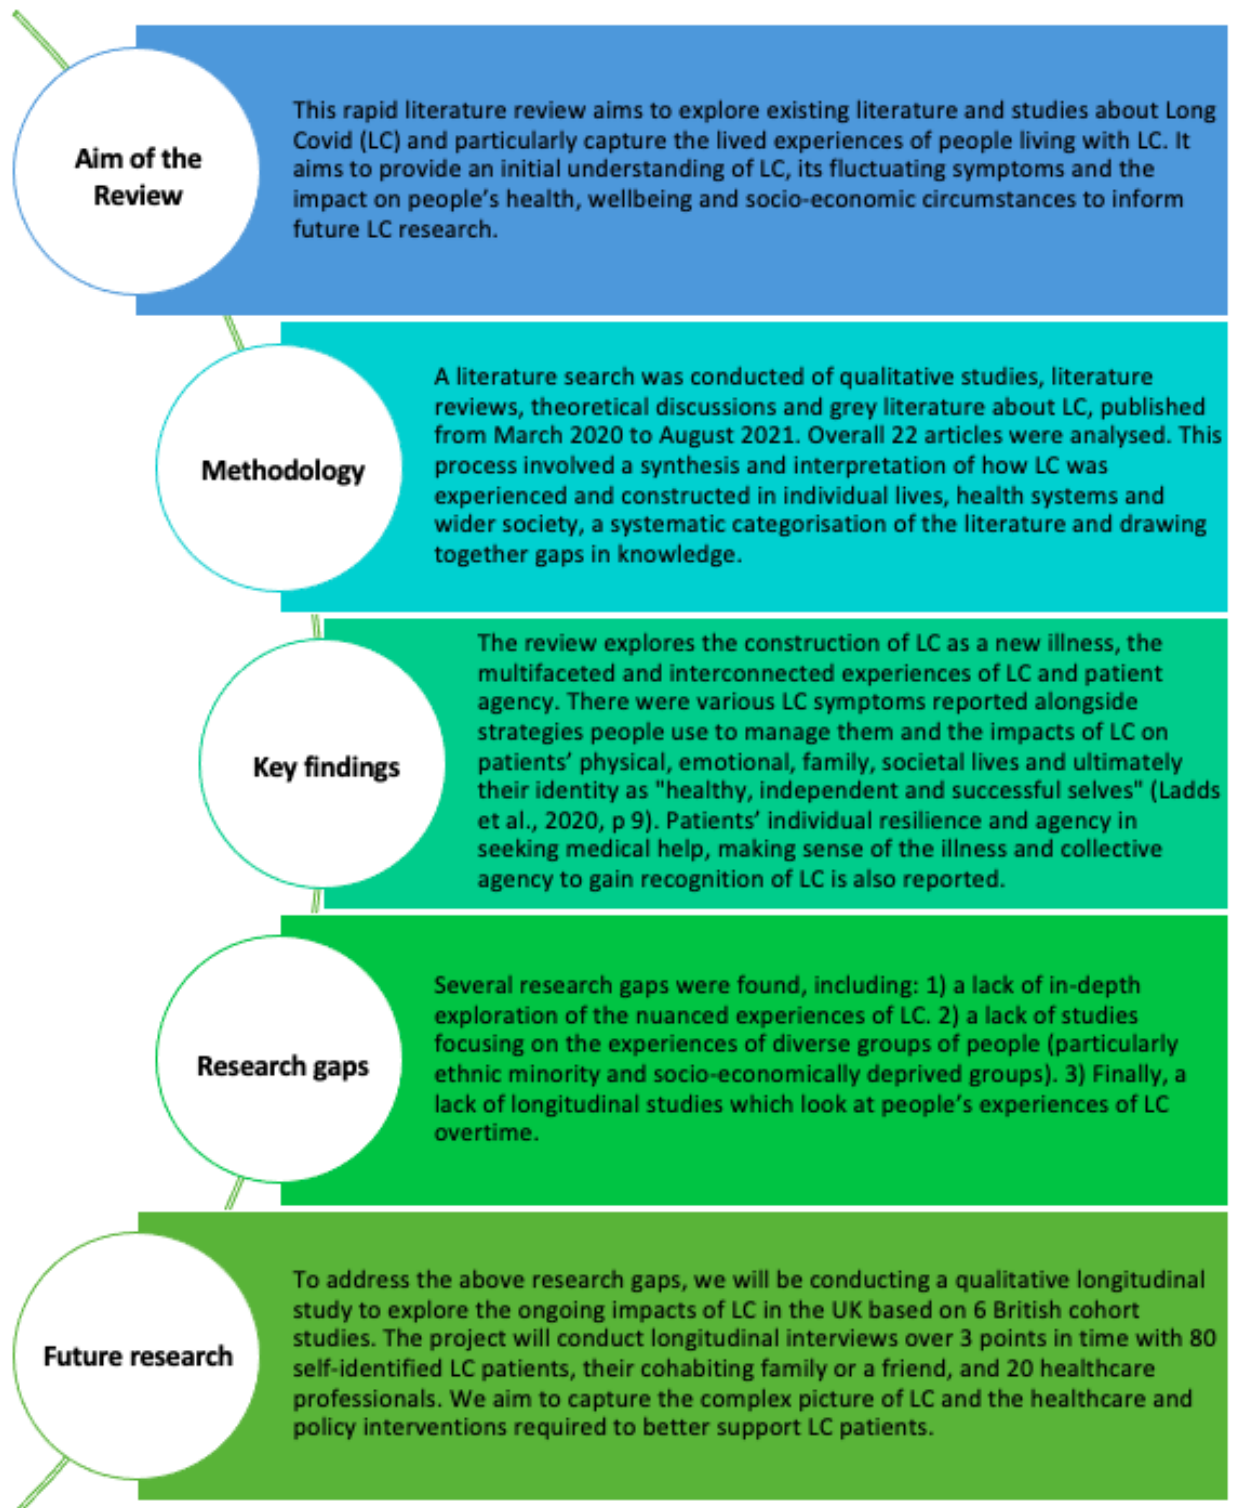 Aim of the
Review
This rapid literature review aims to explore existing literature and studies about Long
Covid (LC) and particularly capture the lived experiences of people living with LC. It
aims to provide an initial understanding of LC, its fluctuating symptoms and the
impact on people’s health, wellbeing and socio-economic circumstances to inform
future LC research.
Methodology
A literature search was conducted of qualitative studies, literature
reviews, theoretical discussions and grey literature about LC, published
from March 2020 to August 2021. Overall 22 articles were analysed. This
process involved a synthesis and interpretation of how LC was
experienced and constructed in individual lives, health systems and
wider society, a systematic categorisation of the literature and drawing
together gaps in knowledge.
Key findings
The review explores the construction of LC as a new illness, the
multifaceted and interconnected experiences of LC and patient
agency. There were various LC symptoms reported alongside
strategies people use to manage them and the impacts of LC on
patients’ physical, emotional, family, societal lives and ultimately
their identity as "healthy, independent and successful selves" (Ladds
et al., 2020, p 9). Patients’ individual resilience and agency in
seeking medical help, making sense of the illness and collective
agency to gain recognition of LC is also reported.
Research gaps
Several research gaps were found, including: 1) a lack of in-depth
exploration of the nuanced experiences of LC. 2) a lack of studies
focusing on the experiences of diverse groups of people (particularly
ethnic minority and socio-economically deprived groups). 3) Finally, a
lack of longitudinal studies which look at people’s experiences of LC
overtime.
Future research
To address the above research gaps, we will be conducting a qualitative longitudinal
study to explore the ongoing impacts of LC in the UK based on 6 British cohort
studies. The project will conduct longitudinal interviews over 3 points in time with 80
self-identified LC patients, their cohabiting family or a friend, and 20 healthcare
professionals. We aim to capture the complex picture of LC and the healthcare and
policy interventions required to better support LC patients.